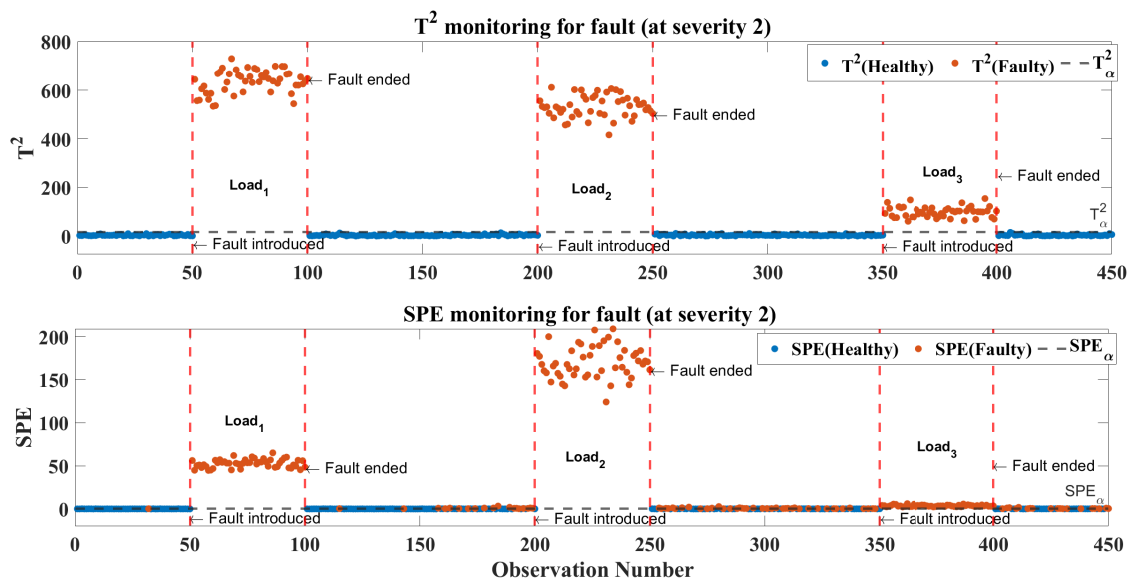 T² monitoring for fault (at severity 2)
T²(Healthy) T²(Faulty) T²α
800
600
400
200
0
T²
Fault ended
Fault ended
Fault ended
Load₁
Load₂
Load₃
T²α
Fault introduced
Fault introduced
Fault introduced
0 50 100 200 250 300 350 400 450
SPE monitoring for fault (at severity 2)
SPE(Healthy) SPE(Faulty) SPEα
200
150
100
50
0
SPE
Fault ended
Fault ended
Fault ended
Load₁
Load₂
Load₃
SPEα
Fault introduced
Fault introduced
Fault introduced
0 50 100 200 250 300 350 400 450
Observation Number